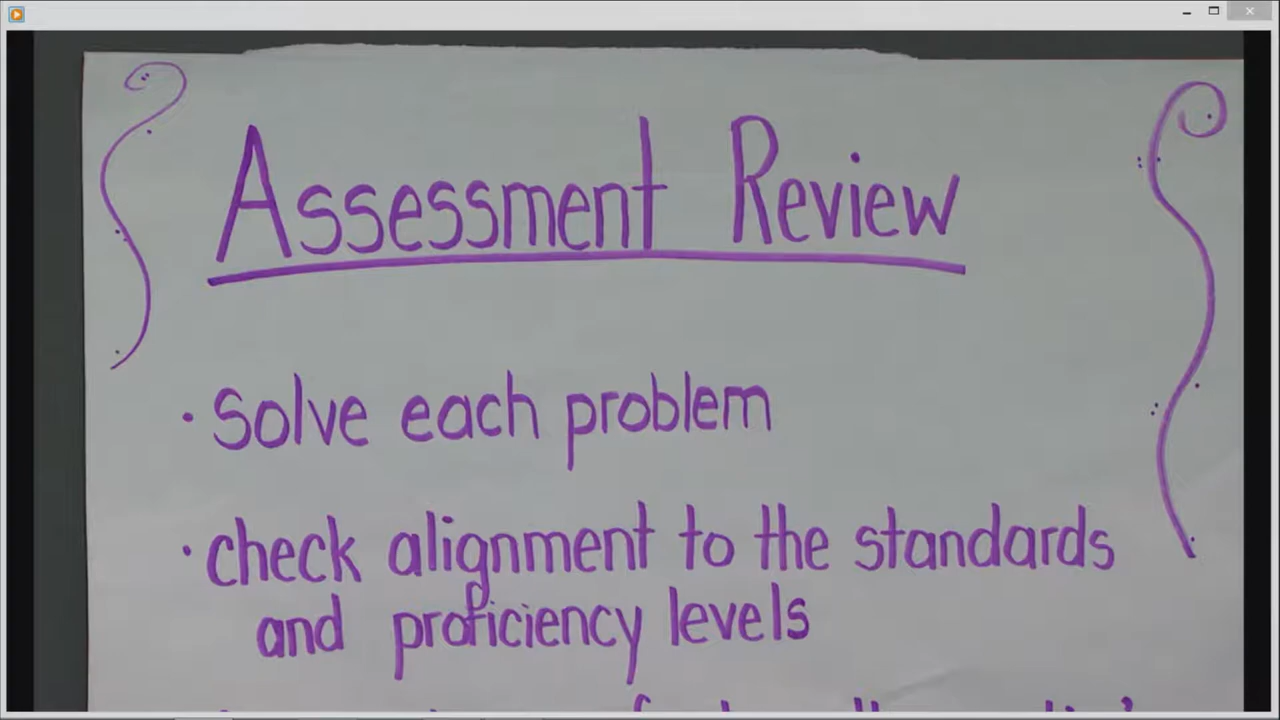 Assessment Review
· Solve each problem
· check alignment to the standards
and proficiency levels